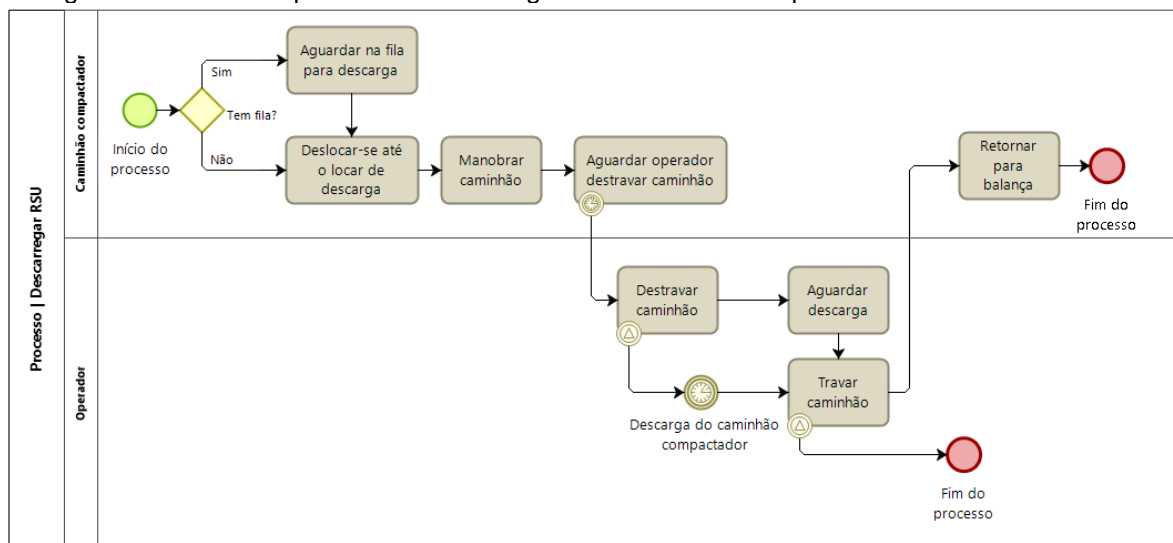 Processo | Descarregar RSU
Caminhão compactador
Início do
processo
Tem fila?
Sim
Não
Aguardar na fila
para descarga
Deslocar-se até
o locar de
descarga
Manobrar
caminhão
Aguardar operador
destravar caminhão
Retornar
para
balança
Fim do
processo
Operador
Destravar
caminhão
Aguardar
descarga
Descarga do caminhão
compactador
Travar
caminhão
Fim do
processo